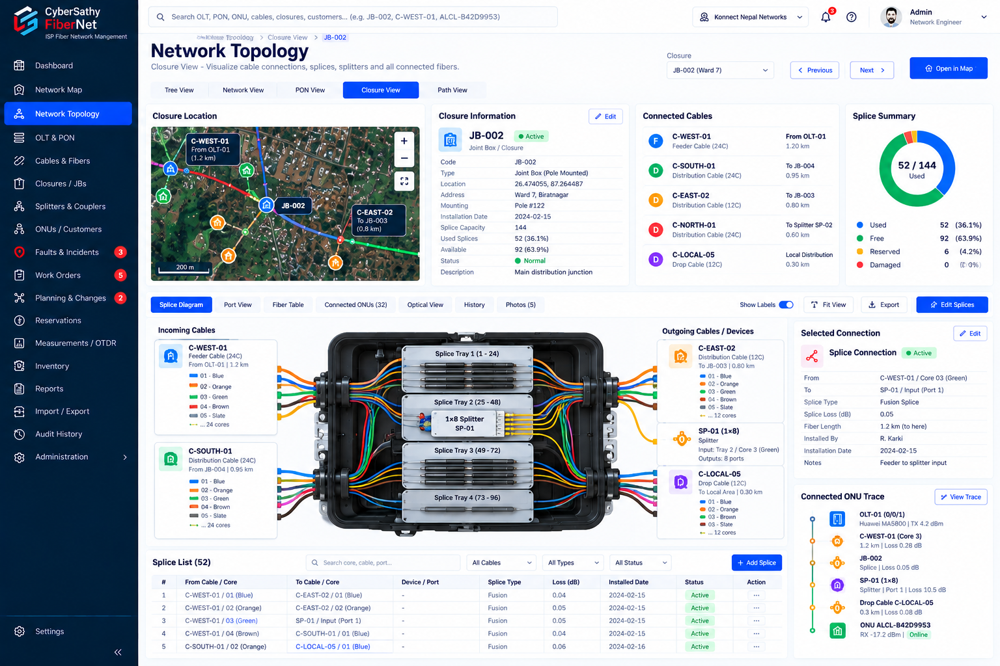 CyberSathy
FiberNet
ISP Fiber Network Management
Dashboard
Network Map
Network Topology
OLT & PON
Cables & Fibers
Closures / JBs
Splitters & Couplers
ONUs / Customers
Faults & Incidents 3
Work Orders 5
Planning & Changes 2
Reservations
Measurements / OTDR
Inventory
Reports
Import / Export
Audit History
Administration
Settings
Search OLT, PON, ONU, cables, closures, customers... (e.g. JB-002, C-WEST-01, ALCL-B42D9953)
Konnect Nepal Networks
3
Admin
Network Engineer
Topology > Closure View > JB-002
Network Topology
Closure View - Visualize cable connections, splices, splitters and all connected fibers.
Closure
JB-002 (Ward 7)
Previous
Next
Open in Map
Tree View
Network View
PON View
Closure View
Path View
Closure Location
C-WEST-01
From OLT-01
(1.2 km)
JB-002
C-EAST-02
To JB-003
(0.8 km)
+
−
200 m
Closure Information
Edit
JB-002
Active
Joint Box / Closure
Code JB-002
Type Joint Box (Pole Mounted)
Location 26.474055, 87.264487
Address Ward 7, Biratnagar
Mounting Pole #122
Installation Date 2024-02-15
Splice Capacity 144
Used Splices 52 (36.1%)
Available 92 (63.9%)
Status Normal
Description Main distribution junction
Connected Cables
F C-WEST-01 From OLT-01
Feeder Cable (24C) 1.20 km
D C-SOUTH-01 To JB-004
Distribution Cable (24C) 0.95 km
D C-EAST-02 To JB-003
Distribution Cable (12C) 0.80 km
D C-NORTH-01 To Splitter SP-02
Distribution Cable (24C) 0.60 km
D C-LOCAL-05 Local Distribution
Drop Cable (12C) 0.30 km
Splice Summary
52 / 144
Used
Used 52 (36.1%)
Free 92 (63.9%)
Reserved 6 (4.2%)
Damaged 0
Splice Diagram
Port View
Fiber Table
Connected ONUs (32)
Optical View
History
Photos (5)
Show Labels
Fit View
Export
Edit Splices
Incoming Cables
C-WEST-01
Feeder Cable (24C)
From OLT-01 | 1.2 km
01 - Blue
02 - Orange
03 - Green
04 - Brown
05 - Slate
... 24 cores
C-SOUTH-01
Distribution Cable (24C)
From JB-004 | 0.95 km
01 - Blue
02 - Orange
03 - Green
04 - Brown
05 - Slate
... 24 cores
Splice Tray 1 (1 - 24)
Splice Tray 2 (25 - 48)
1×8 Splitter
SP-01
Splice Tray 3 (49 - 72)
Splice Tray 4 (73 - 96)
Outgoing Cables / Devices
C-EAST-02
Distribution Cable (12C)
To JB-003 | 0.80 km
01 - Blue
02 - Orange
03 - Green
04 - Brown
05 - Slate
... 12 cores
SP-01 (1×8)
Splitter
Input: Tray 2 / Core 3 (Green)
Outputs: 8 ports
C-LOCAL-05
Drop Cable (12C)
To Local Area | 0.30 km
01 - Blue
02 - Orange
03 - Brown
03 - Slate
... 12 cores
Selected Connection
Edit
Splice Connection
Active
From C-WEST-01 / Core 03 (Green)
To SP-01 / Input (Port 1)
Splice Type Fusion Splice
Splice Loss (dB) 0.05
Fiber Length 1.2 km (to here)
Installed By R. Karki
Installation Date 2024-02-15
Notes Feeder to splitter input
Connected ONU Trace
View Trace
OLT-01 (0/0/1)
Huawei MA5800 | TX 4.2 dBm
C-WEST-01 (Core 3)
1.2 km | Loss 0.28 dB
JB-002
Splice | Loss 0.05 dB
SP-01 (1×8)
Splitter | Port 1 | Loss 10.5 dB
Drop Cable C-LOCAL-05
0.3 km | Loss 0.08 dB
ONU ALCL-B42D9953
RX -17.2 dBm | Online
Splice List (52)
Search core, cable, port...
All Cables
All Types
All Status
+ Add Splice
# From Cable / Core To Cable / Core Device / Port Splice Type Loss (dB) Installed Date Status Action
1 C-WEST-01 / 01 (Blue) C-EAST-02 / 01 (Blue) - Fusion 0.04 2024-02-15 Active ...
2 C-WEST-01 / 02 (Orange) C-EAST-02 / 02 (Orange) - Fusion 0.05 2024-02-15 Active ...
3 C-WEST-01 / 03 (Green) SP-01 / Input (Port 1) - Fusion 0.05 2024-02-15 Active ...
4 C-WEST-01 / 04 (Brown) C-SOUTH-01 / 01 (Blue) - Fusion 0.04 2024-02-15 Active ...
5 C-SOUTH-01 / 02 (Orange) C-LOCAL-05 / 01 (Blue) - Fusion 0.06 2024-02-16 Active ...